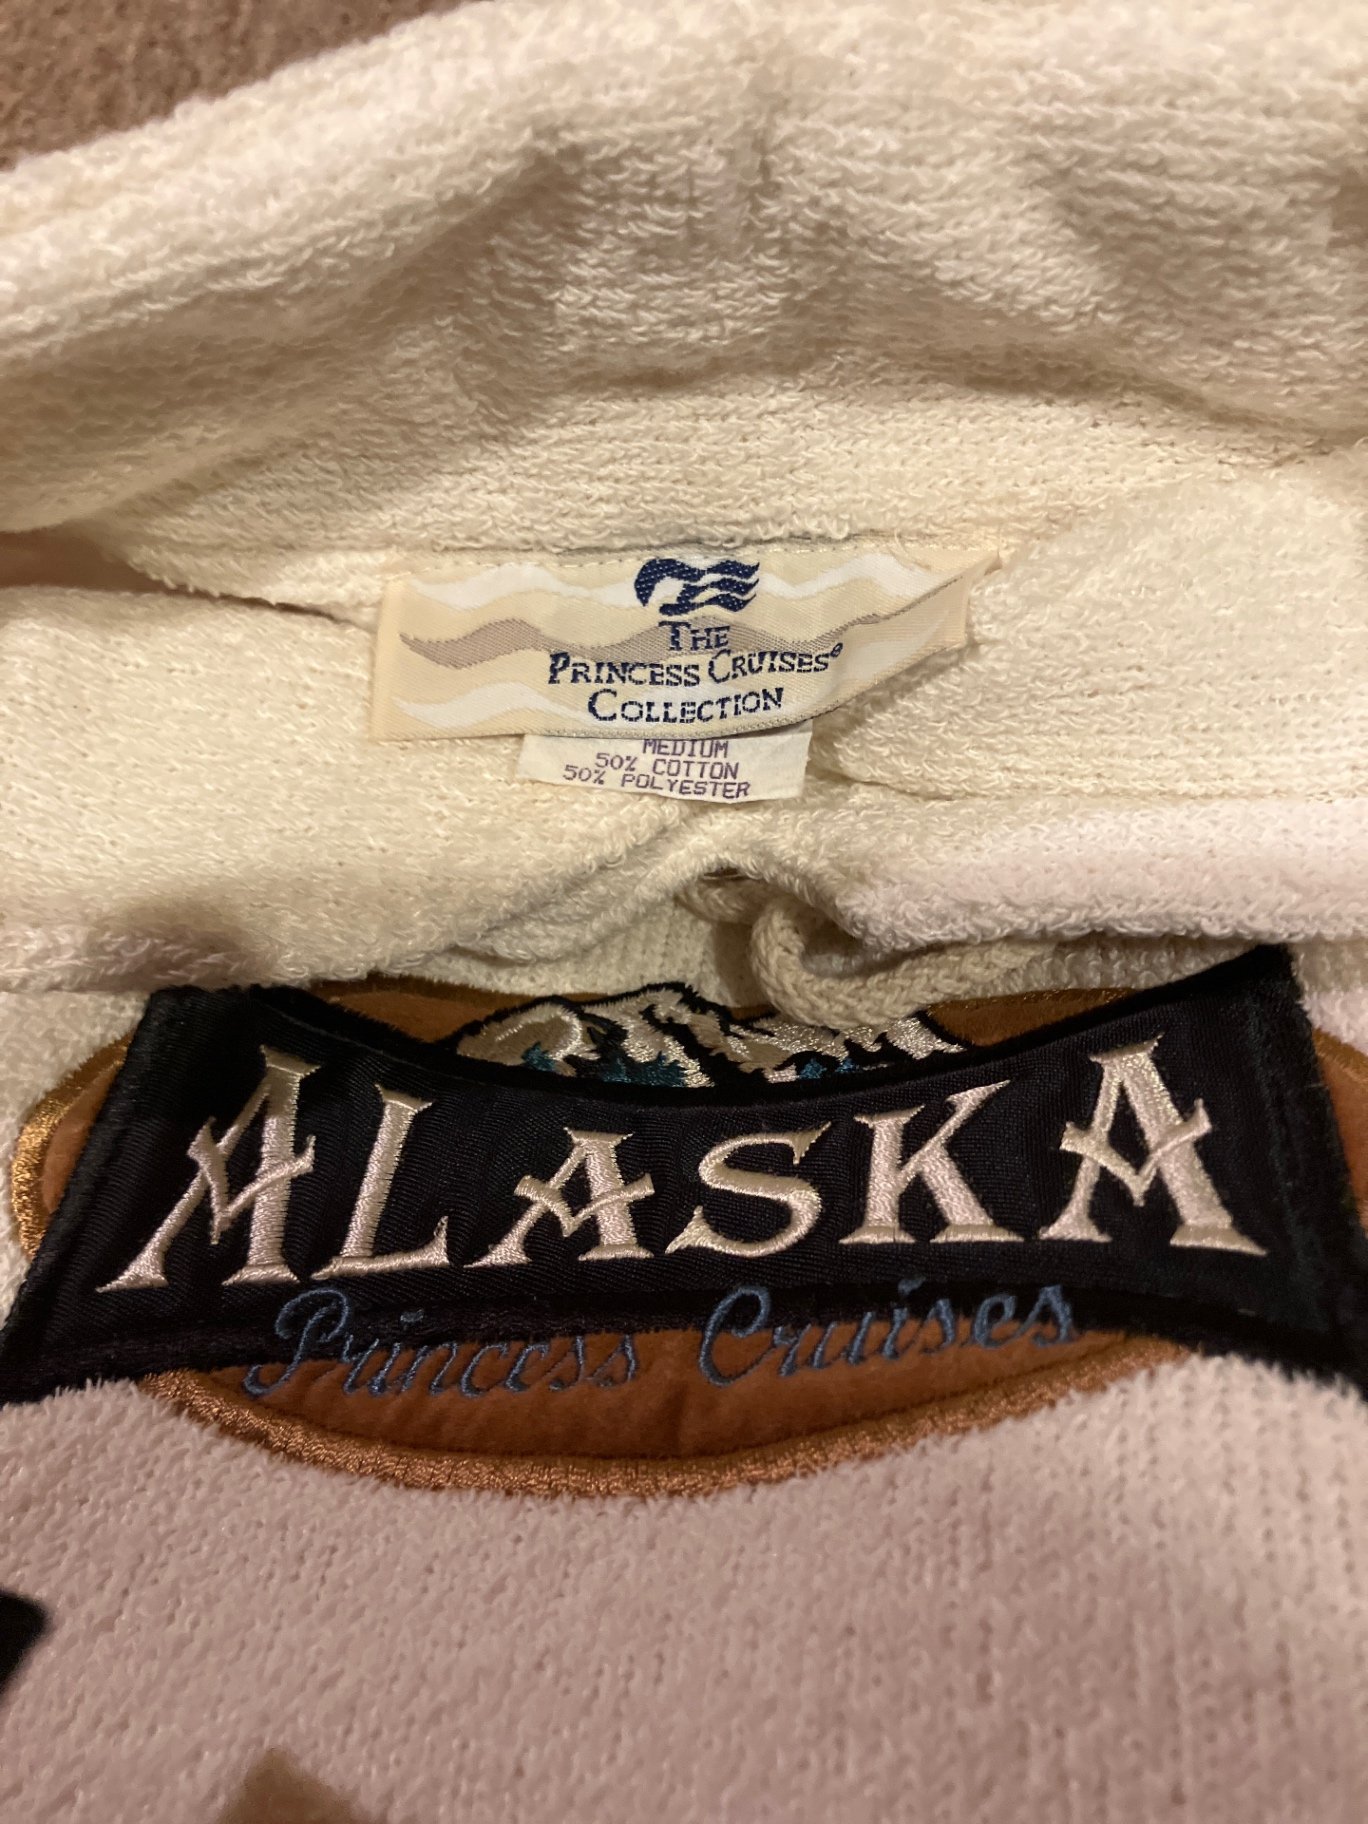 THE
PRINCESS CRUISES®
COLLECTION
MEDIUM
50% COTTON
50% POLYESTER
ALASKA
Princess Cruises